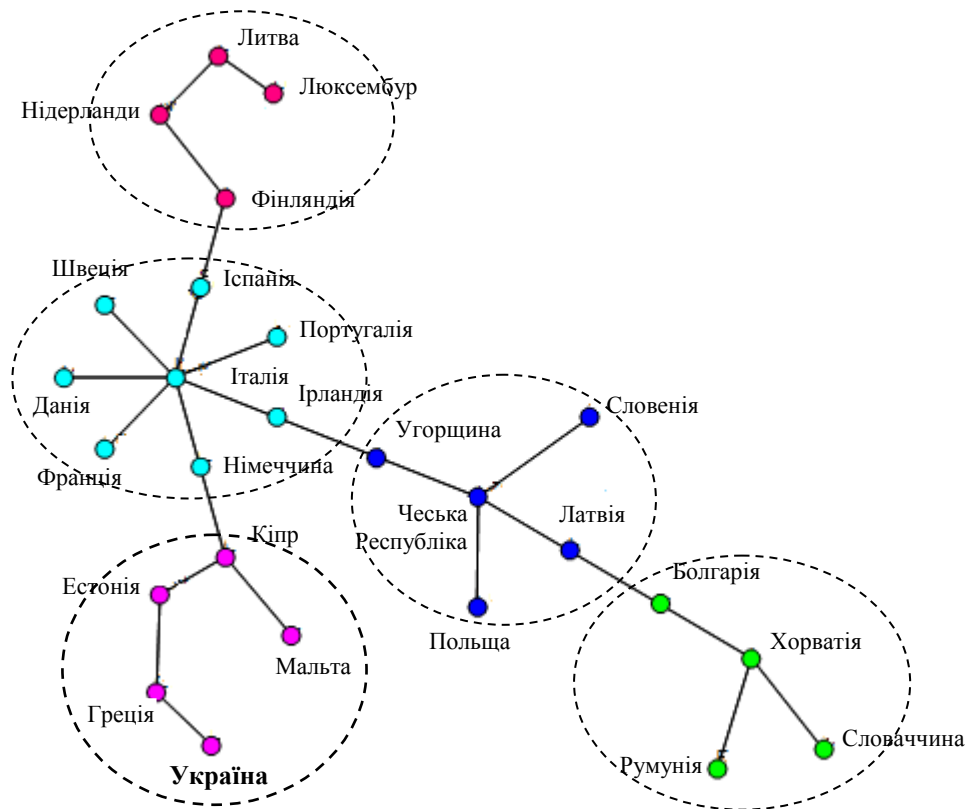 Литва
Люксембур
Нідерланди
Фінляндія
Швеція
Іспанія
Португалія
Італія
Данія
Ірландія
Словенія
Угорщина
Франція
Німеччина
Чеська
Республіка
Латвія
Кіпр
Болгарія
Естонія
Польща
Хорватія
Мальта
Греція
Словаччина
Румунія
Україна